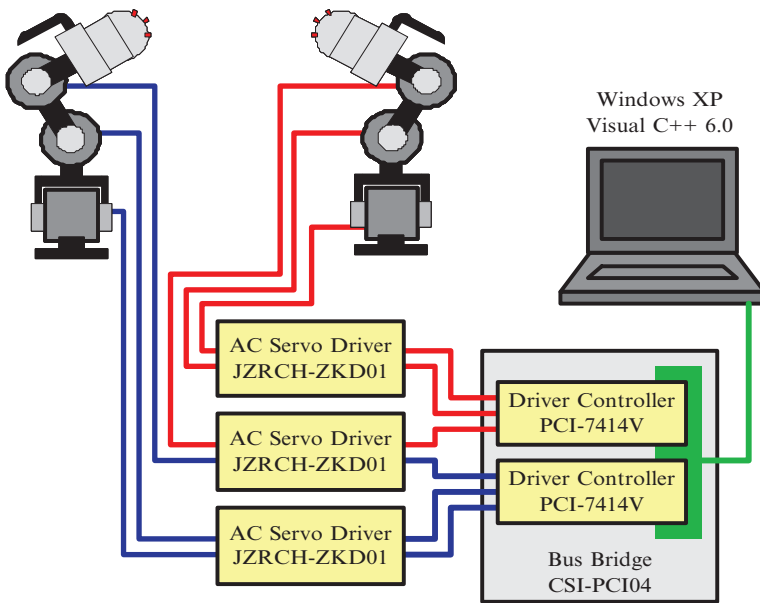 Windows XP
Visual C++ 6.0
AC Servo Driver
JZRCH-ZKD01
AC Servo Driver
JZRCH-ZKD01
AC Servo Driver
JZRCH-ZKD01
Driver Controller
PCI-7414V
Driver Controller
PCI-7414V
Bus Bridge
CSI-PCI04